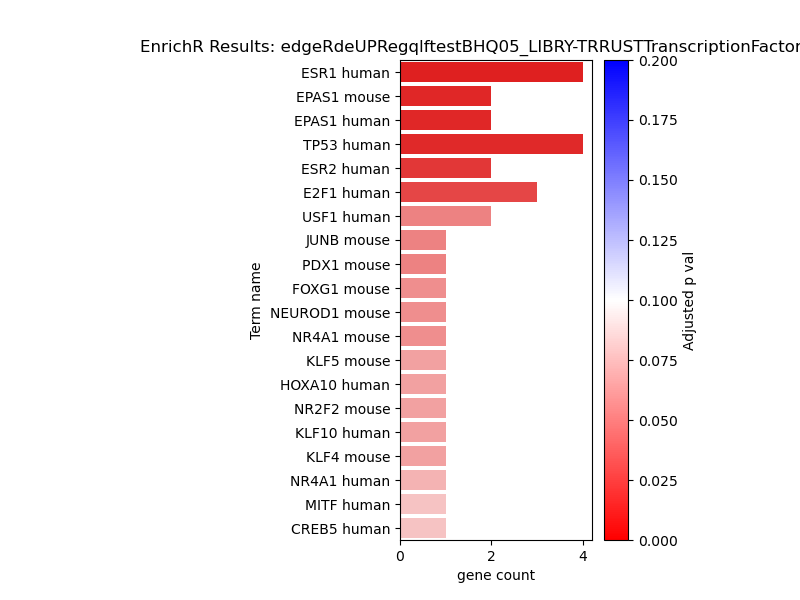 EnrichR Results: edgeRdeUPRegqlftestBHQ05_LIBRY-TRRUSTTranscriptionFactor
ESR1 human
EPAS1 mouse
EPAS1 human
TP53 human
ESR2 human
E2F1 human
USF1 human
JUNB mouse
PDX1 mouse
FOXG1 mouse
NEUROD1 mouse
NR4A1 mouse
KLF5 mouse
HOXA10 human
NR2F2 mouse
KLF10 human
KLF4 mouse
NR4A1 human
MITF human
CREB5 human
Term name
0 2 4
gene count
0.200
0.175
0.150
0.125
0.100
0.075
0.050
0.025
0.000
Adjusted p val